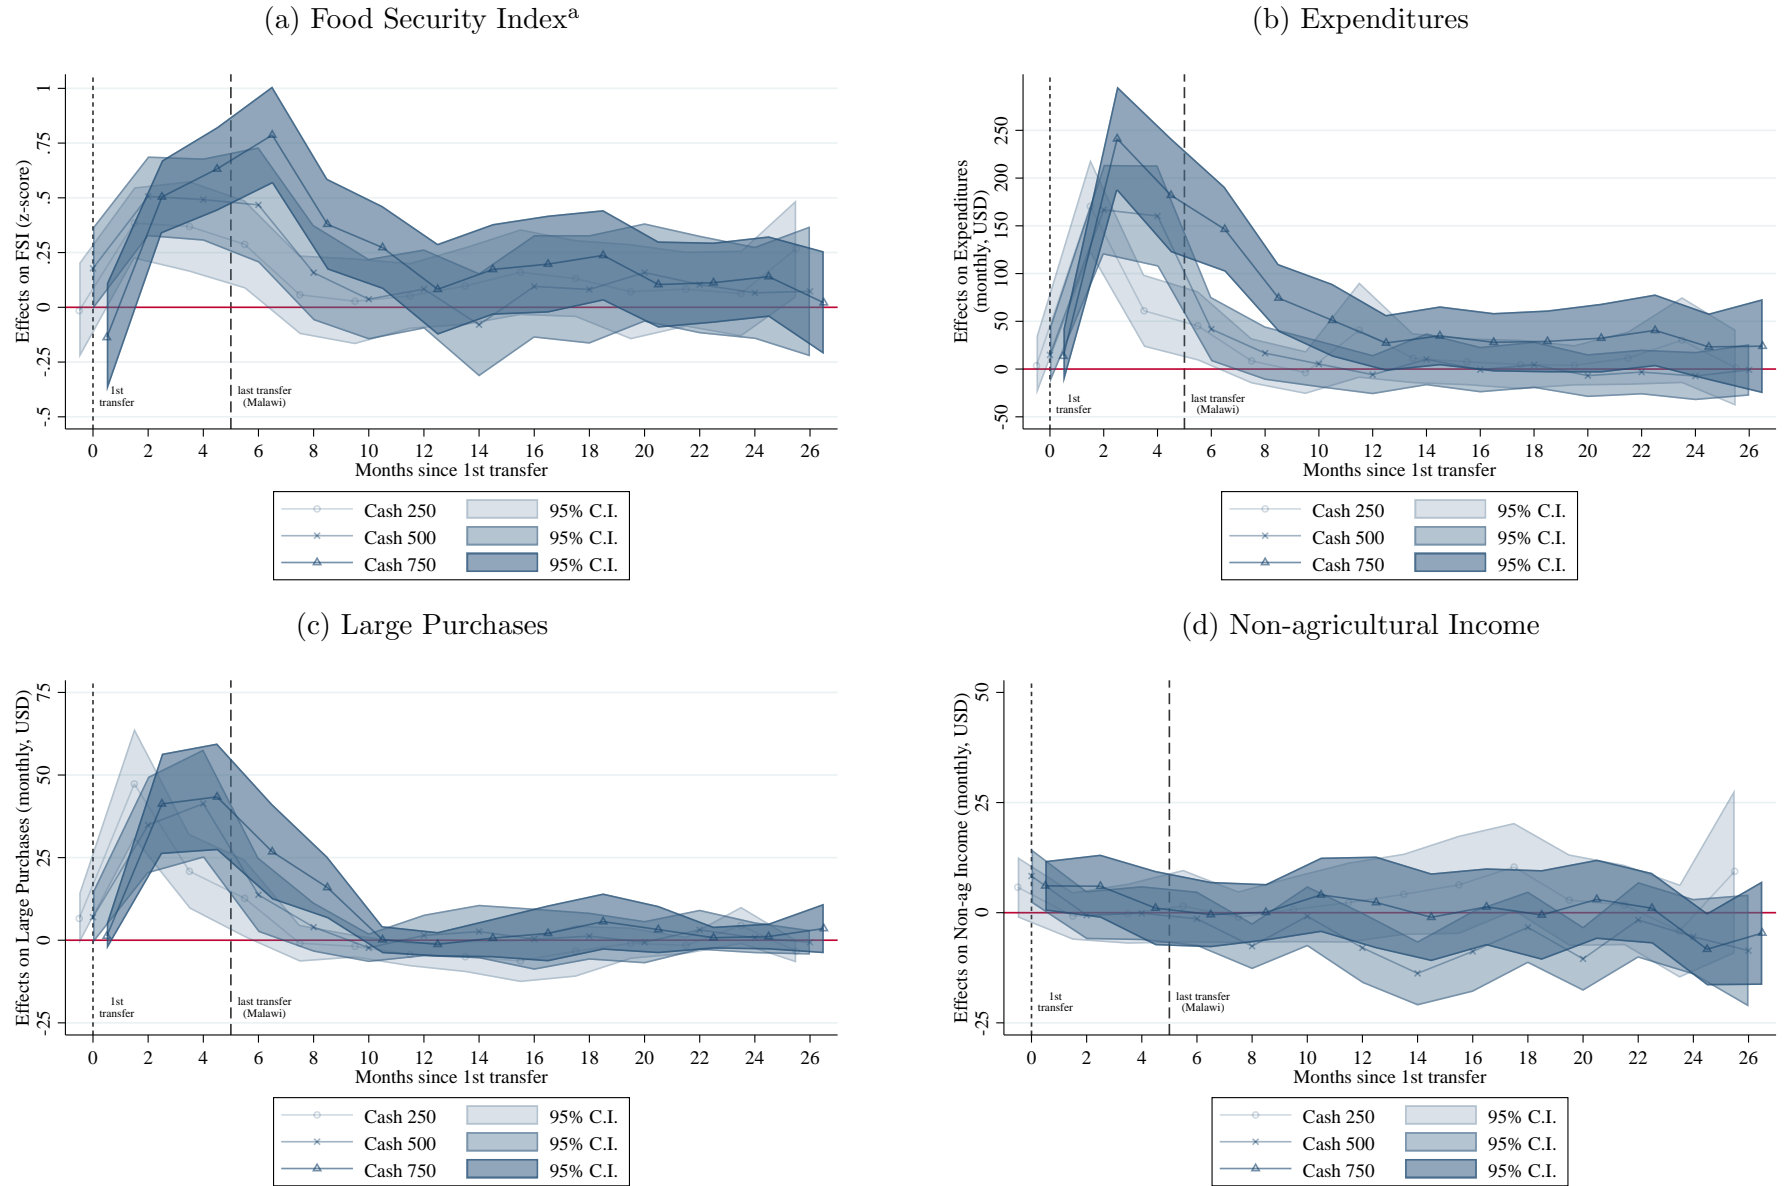 (a) Food Security Indexᵃ
Effects on FSI (z-score)
1
.75
.5
.25
0
-.25
-.5
1st
transfer
last transfer
(Malawi)
0 2 4 6 8 10 12 14 16 18 20 22 24 26
Months since 1st transfer
Cash 250 95% C.I.
Cash 500 95% C.I.
Cash 750 95% C.I.
(b) Expenditures
Effects on Expenditures
(monthly, USD)
250
200
150
100
50
0
-50
1st
transfer
last transfer
(Malawi)
0 2 4 6 8 10 12 14 16 18 20 22 24 26
Months since 1st transfer
Cash 250 95% C.I.
Cash 500 95% C.I.
Cash 750 95% C.I.
(c) Large Purchases
Effects on Large Purchases (monthly, USD)
75
50
25
0
-25
1st
transfer
last transfer
(Malawi)
0 2 4 6 8 10 12 14 16 18 20 22 24 26
Months since 1st transfer
Cash 250 95% C.I.
Cash 500 95% C.I.
Cash 750 95% C.I.
(d) Non-agricultural Income
Effects on Non-ag Income (monthly, USD)
50
25
0
-25
1st
transfer
last transfer
(Malawi)
0 2 4 6 8 10 12 14 16 18 20 22 24 26
Months since 1st transfer
Cash 250 95% C.I.
Cash 500 95% C.I.
Cash 750 95% C.I.